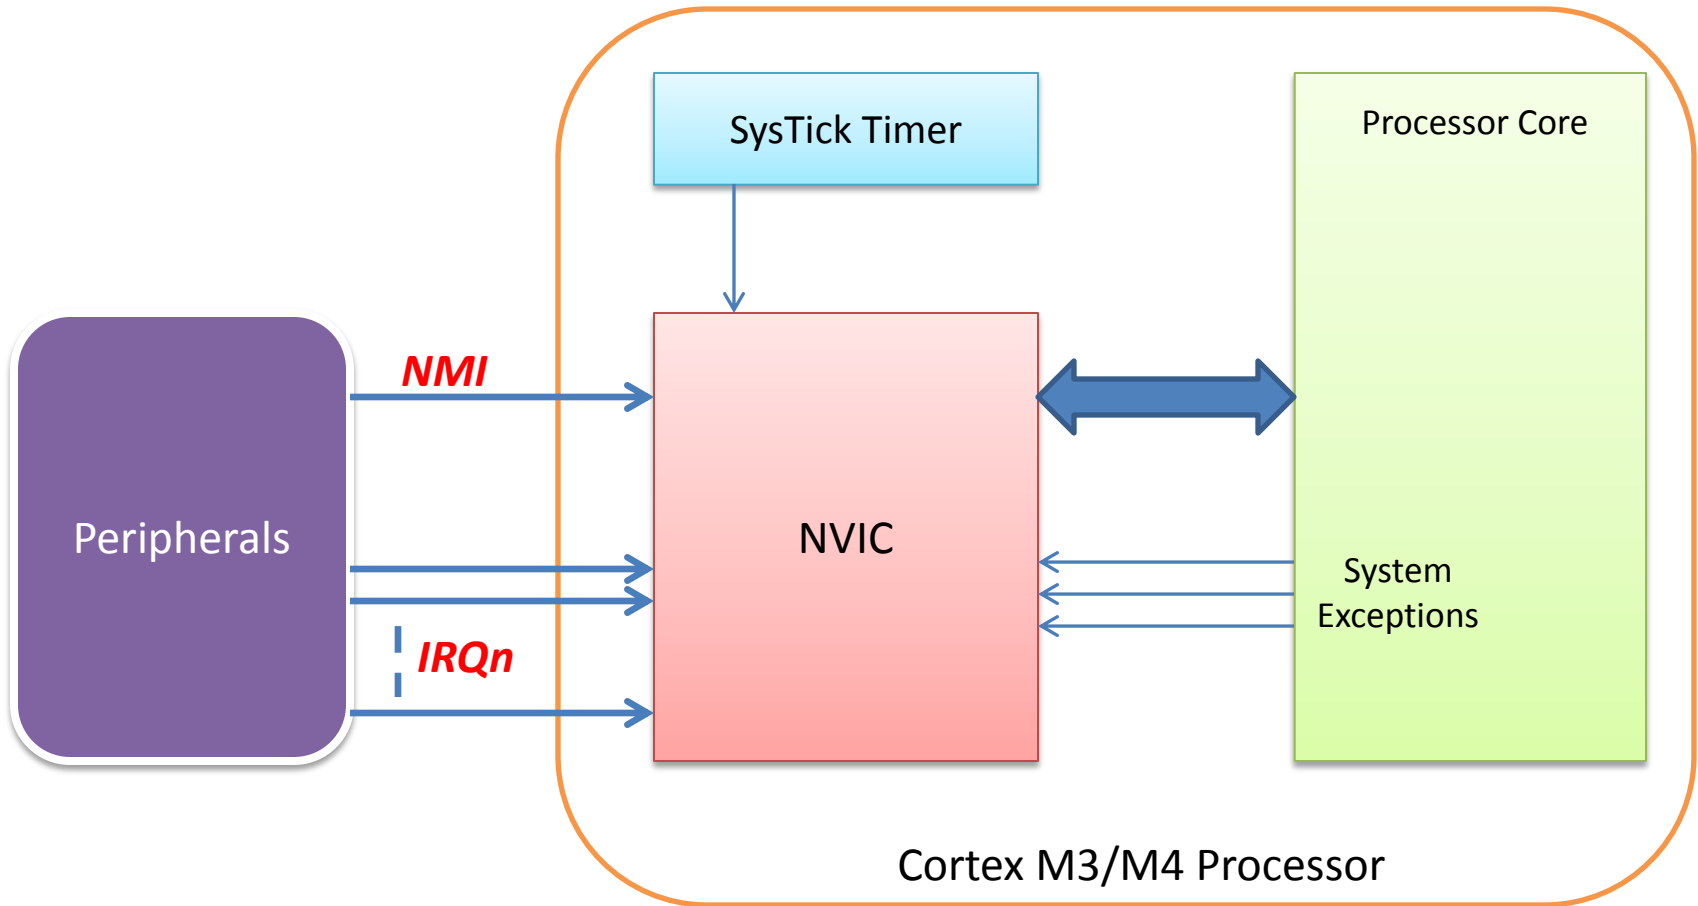 SysTick Timer
Processor Core
NMI
Peripherals
NVIC
System
Exceptions
IRQn
Cortex M3/M4 Processor